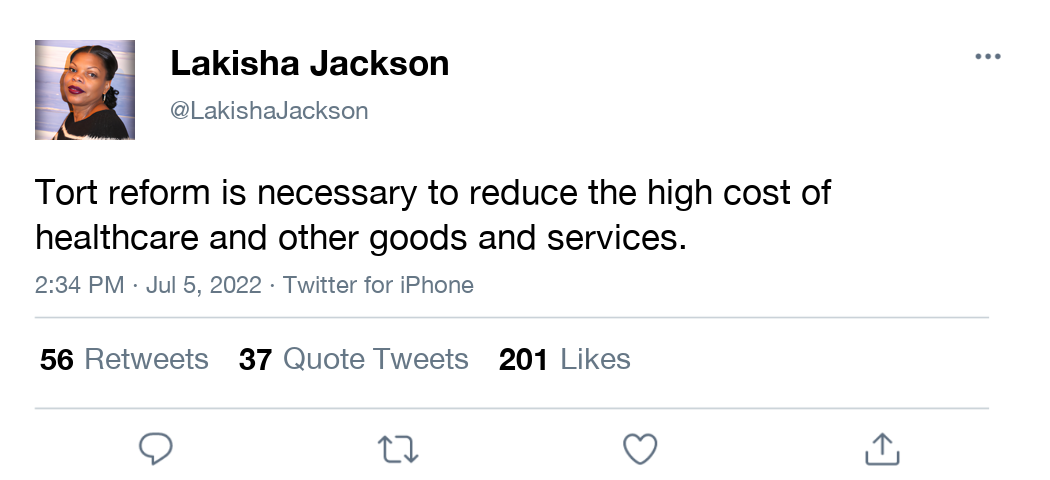 Lakisha Jackson
@LakishaJackson
Tort reform is necessary to reduce the high cost of
healthcare and other goods and services.
2:34 PM · Jul 5, 2022 · Twitter for iPhone
56 Retweets 37 Quote Tweets 201 Likes